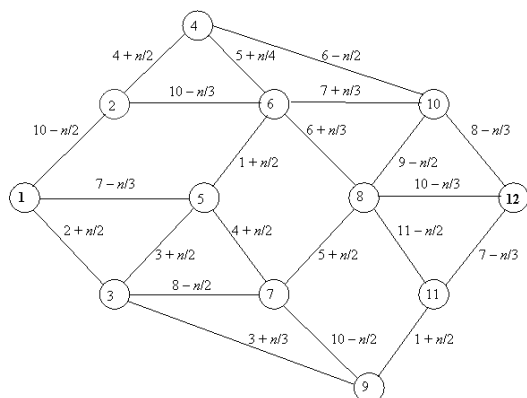 4
4 + n/2
5 + n/4
6 – n/2
2
10 – n/3
6
7 + n/3
10
10 – n/2
6 + n/3
8 – n/3
1 + n/2
9 – n/2
1
7 – n/3
5
8
10 – n/3
12
2 + n/2
3 + n/2
4 + n/2
5 + n/2
11 – n/2
7 – n/3
3
8 – n/2
7
11
3 + n/3
10 – n/2
1 + n/2
9